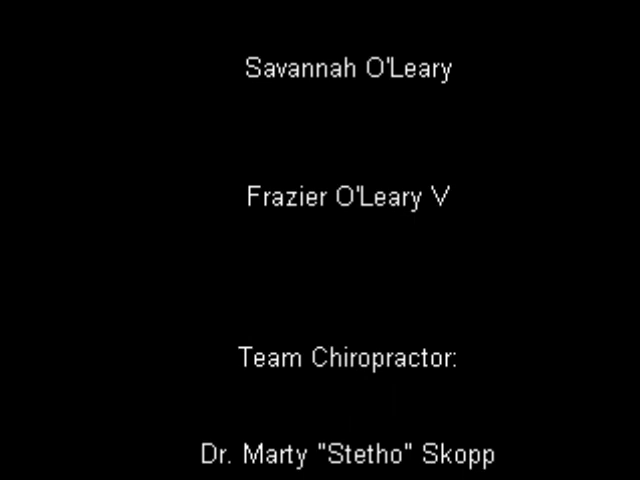 Savannah O'Leary
Frazier O'Leary V
Team Chiropractor:
Dr. Marty "Stetho" Skopp